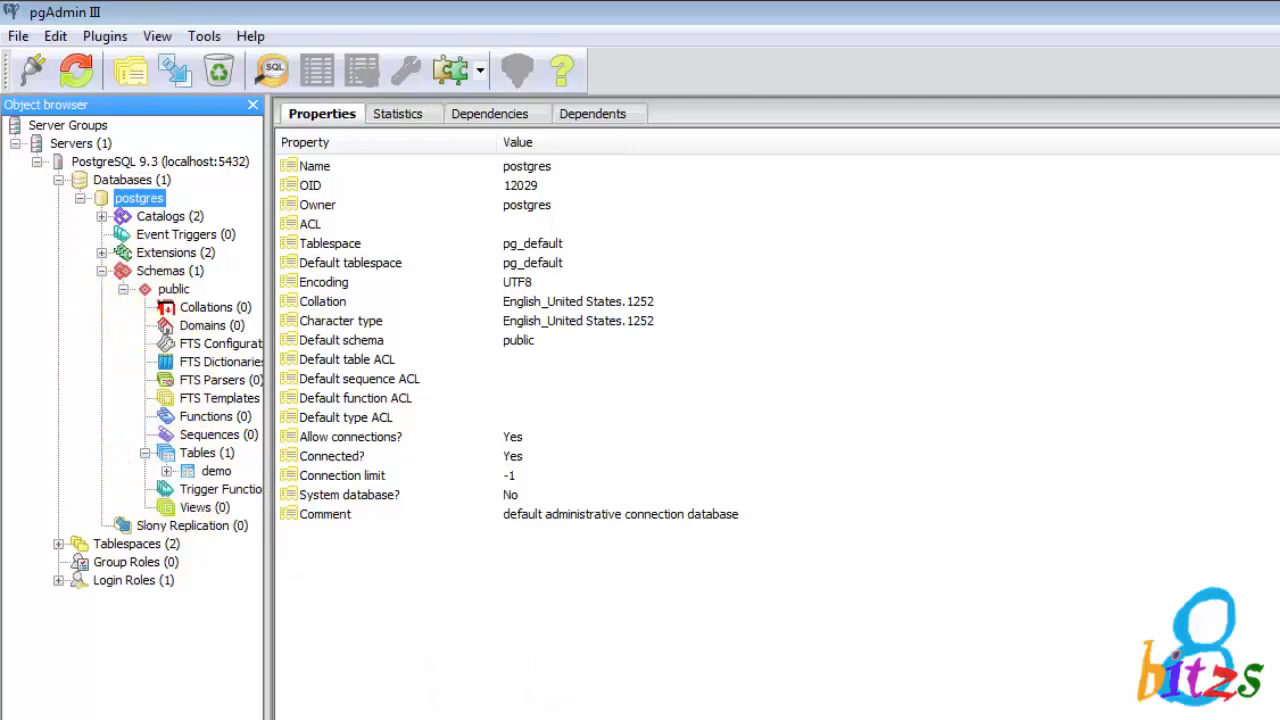 pgAdmin III
File Edit Plugins View Tools Help
SQL
Object browser
Server Groups
Servers (1)
PostgreSQL 9.3 (localhost:5432)
Databases (1)
postgres
Catalogs (2)
Event Triggers (0)
Extensions (2)
Schemas (1)
public
Collations (0)
Domains (0)
FTS Configurat
FTS Dictionaries
FTS Parsers (0)
FTS Templates
Functions (0)
Sequences (0)
Tables (1)
demo
Trigger Functio
Views (0)
Slony Replication (0)
Tablespaces (2)
Group Roles (0)
Login Roles (1)
Properties Statistics Dependencies Dependents
Property Value
Name postgres
OID 12029
Owner postgres
ACL
Tablespace pg_default
Default tablespace pg_default
Encoding UTF8
Collation English_United States.1252
Character type English_United States.1252
Default schema public
Default table ACL
Default sequence ACL
Default function ACL
Default type ACL
Allow connections? Yes
Connected? Yes
Connection limit -1
System database? No
Comment default administrative connection database
8
bitzs